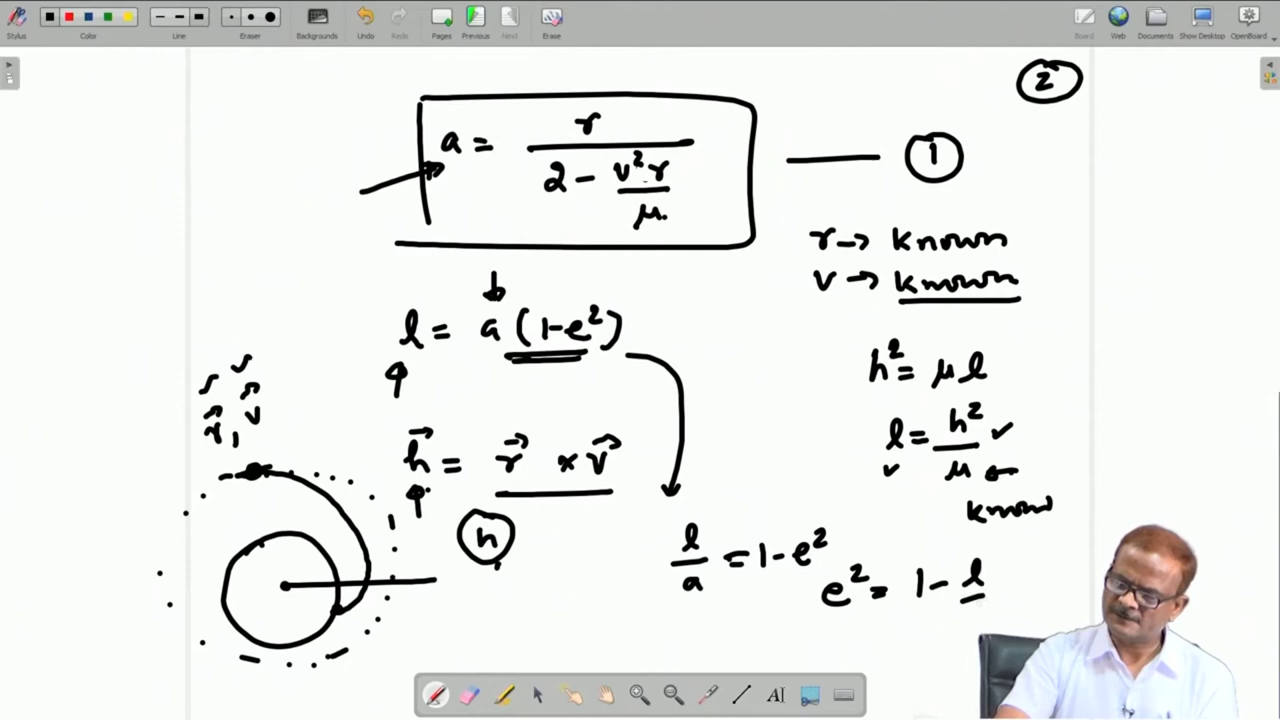 Stylus Color Line Eraser Backgrounds Undo Redo Pages Previous Next Erase Board Web Documents Show Desktop OpenBoard
2
a = r / (2 - v²r/μ) —— 1
r → known
v → known
l = a (1-e²)
h² = μl
l = h²/μ
known
r⃗, v⃗
h⃗ = r⃗ × v⃗
h
l/a = 1-e²
e² = 1 - l
AI